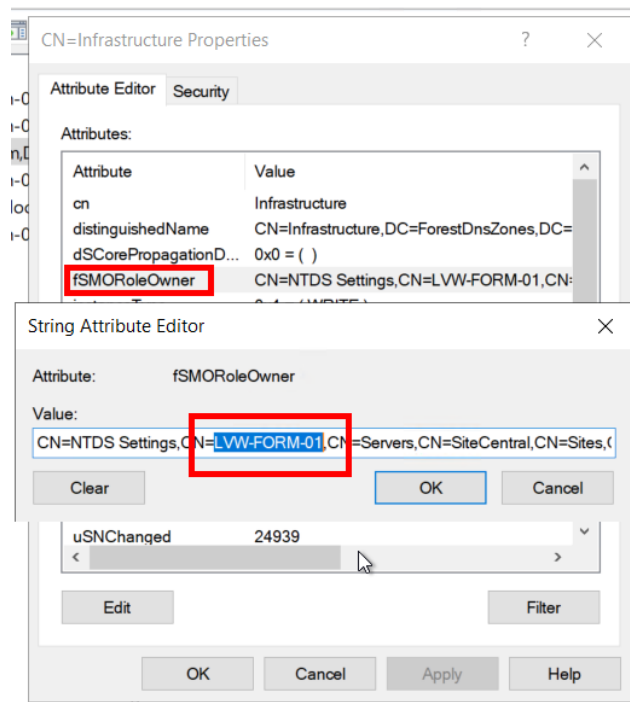 CN=Infrastructure Properties ? ×
Attribute Editor Security
Attributes:
Attribute Value
cn Infrastructure
distinguishedName CN=Infrastructure,DC=ForestDnsZones,DC=
dSCorePropagationD... 0x0 = ( )
fSMORoleOwner CN=NTDS Settings,CN=LVW-FORM-01,CN=
String Attribute Editor ×
Attribute: fSMORoleOwner
Value:
CN=NTDS Settings,CN=LVW-FORM-01,CN=Servers,CN=SiteCentral,CN=Sites,
Clear OK Cancel
uSNChanged 24939
Edit Filter
OK Cancel Apply Help